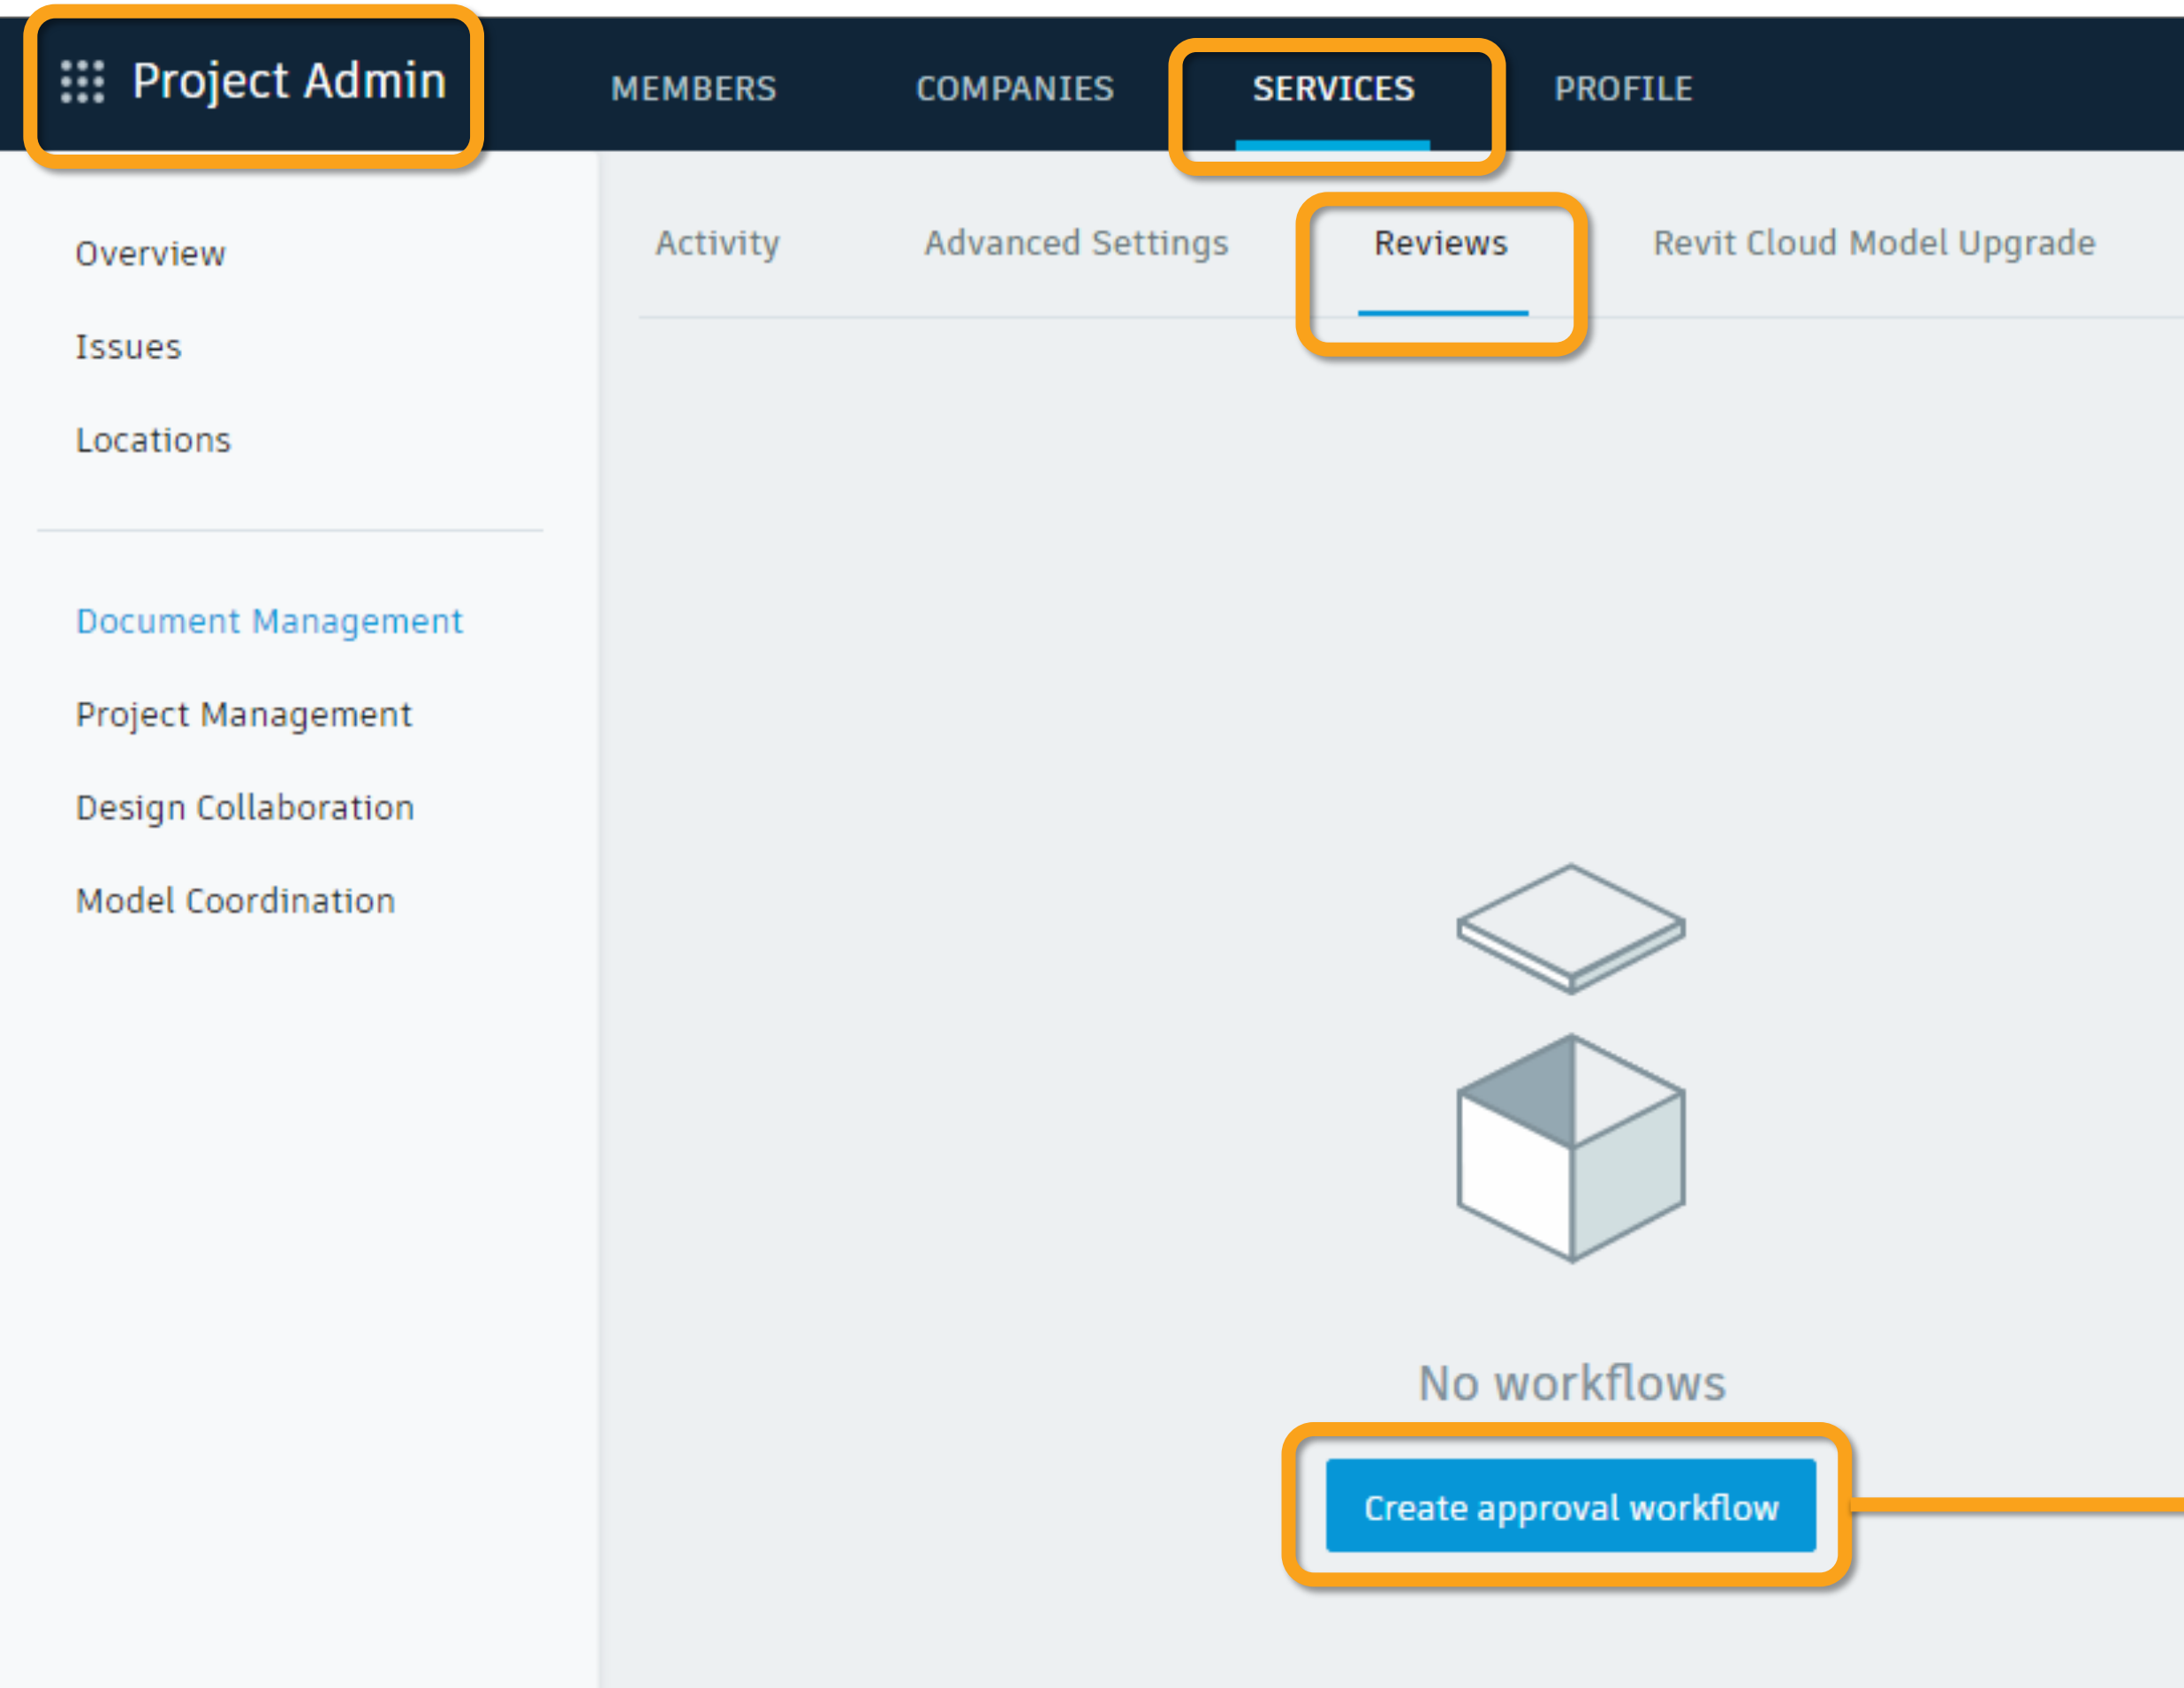 Project Admin
MEMBERS
COMPANIES
SERVICES
PROFILE
Overview
Issues
Locations
Document Management
Project Management
Design Collaboration
Model Coordination
Activity
Advanced Settings
Reviews
Revit Cloud Model Upgrade
No workflows
Create approval workflow